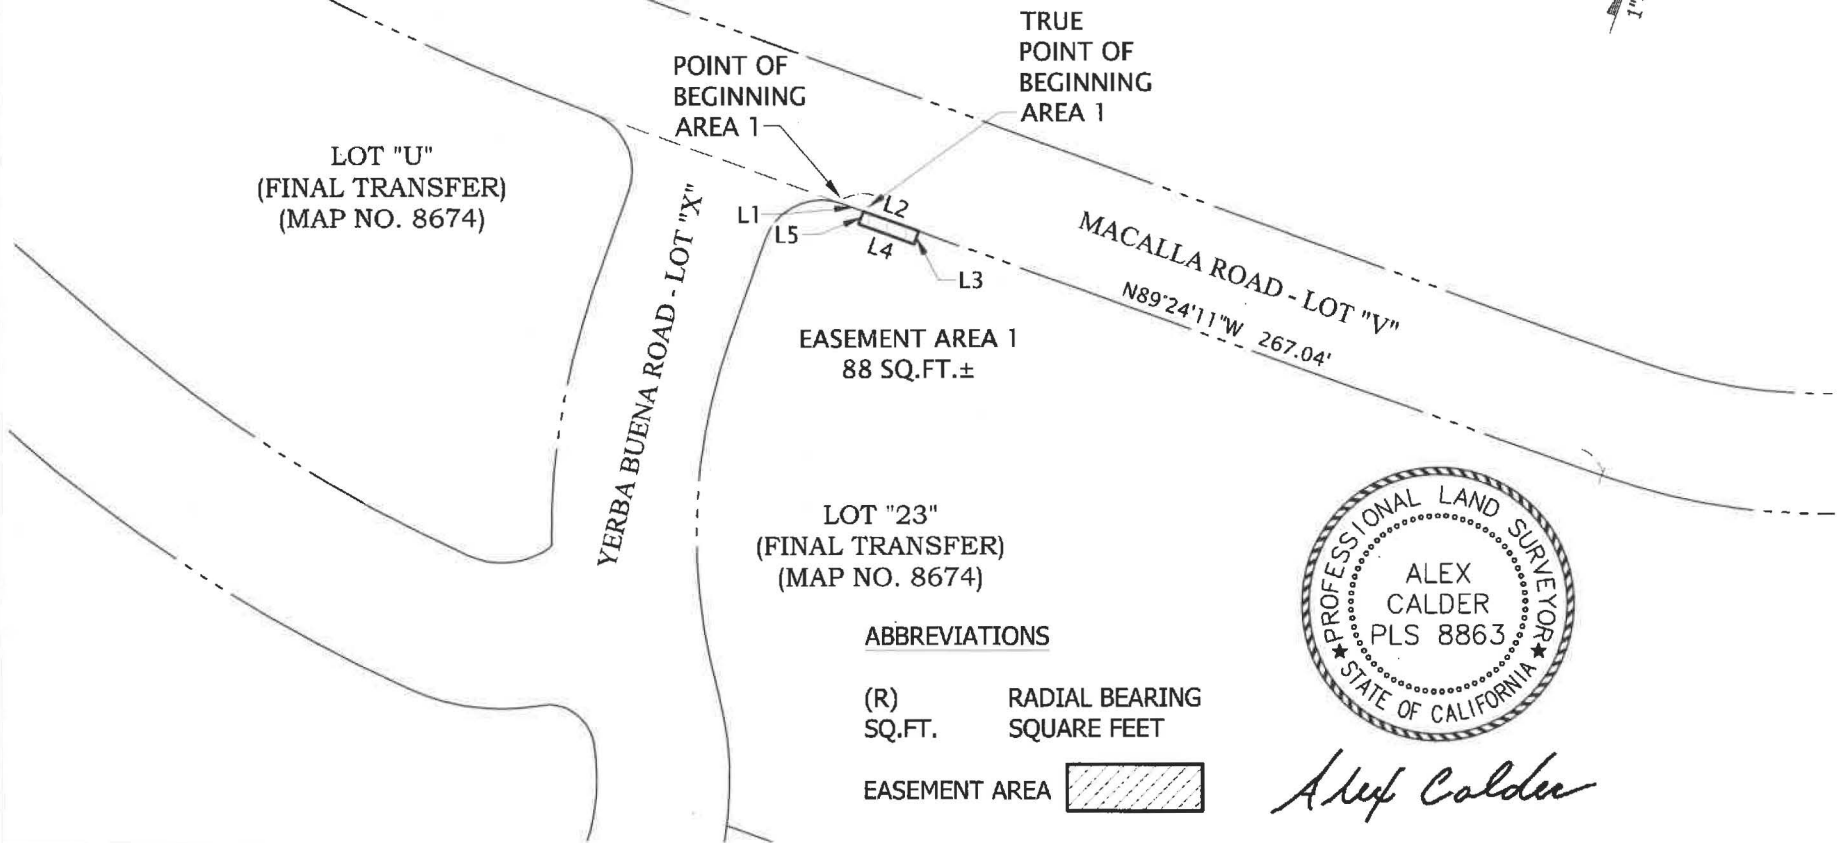 1"
TRUE
POINT OF
BEGINNING
AREA 1
POINT OF
BEGINNING
AREA 1
LOT "U"
(FINAL TRANSFER)
(MAP NO. 8674)
L1
L2
L5
L4
L3
MACALLA ROAD - LOT "V"
N89°24'11"W 267.04'
YERBA BUENA ROAD - LOT "X"
EASEMENT AREA 1
88 SQ.FT.±
LOT "23"
(FINAL TRANSFER)
(MAP NO. 8674)
PROFESSIONAL LAND SURVEYOR
ALEX
CALDER
PLS 8863
STATE OF CALIFORNIA
ABBREVIATIONS
(R) RADIAL BEARING
SQ.FT. SQUARE FEET
EASEMENT AREA
Alex Calder